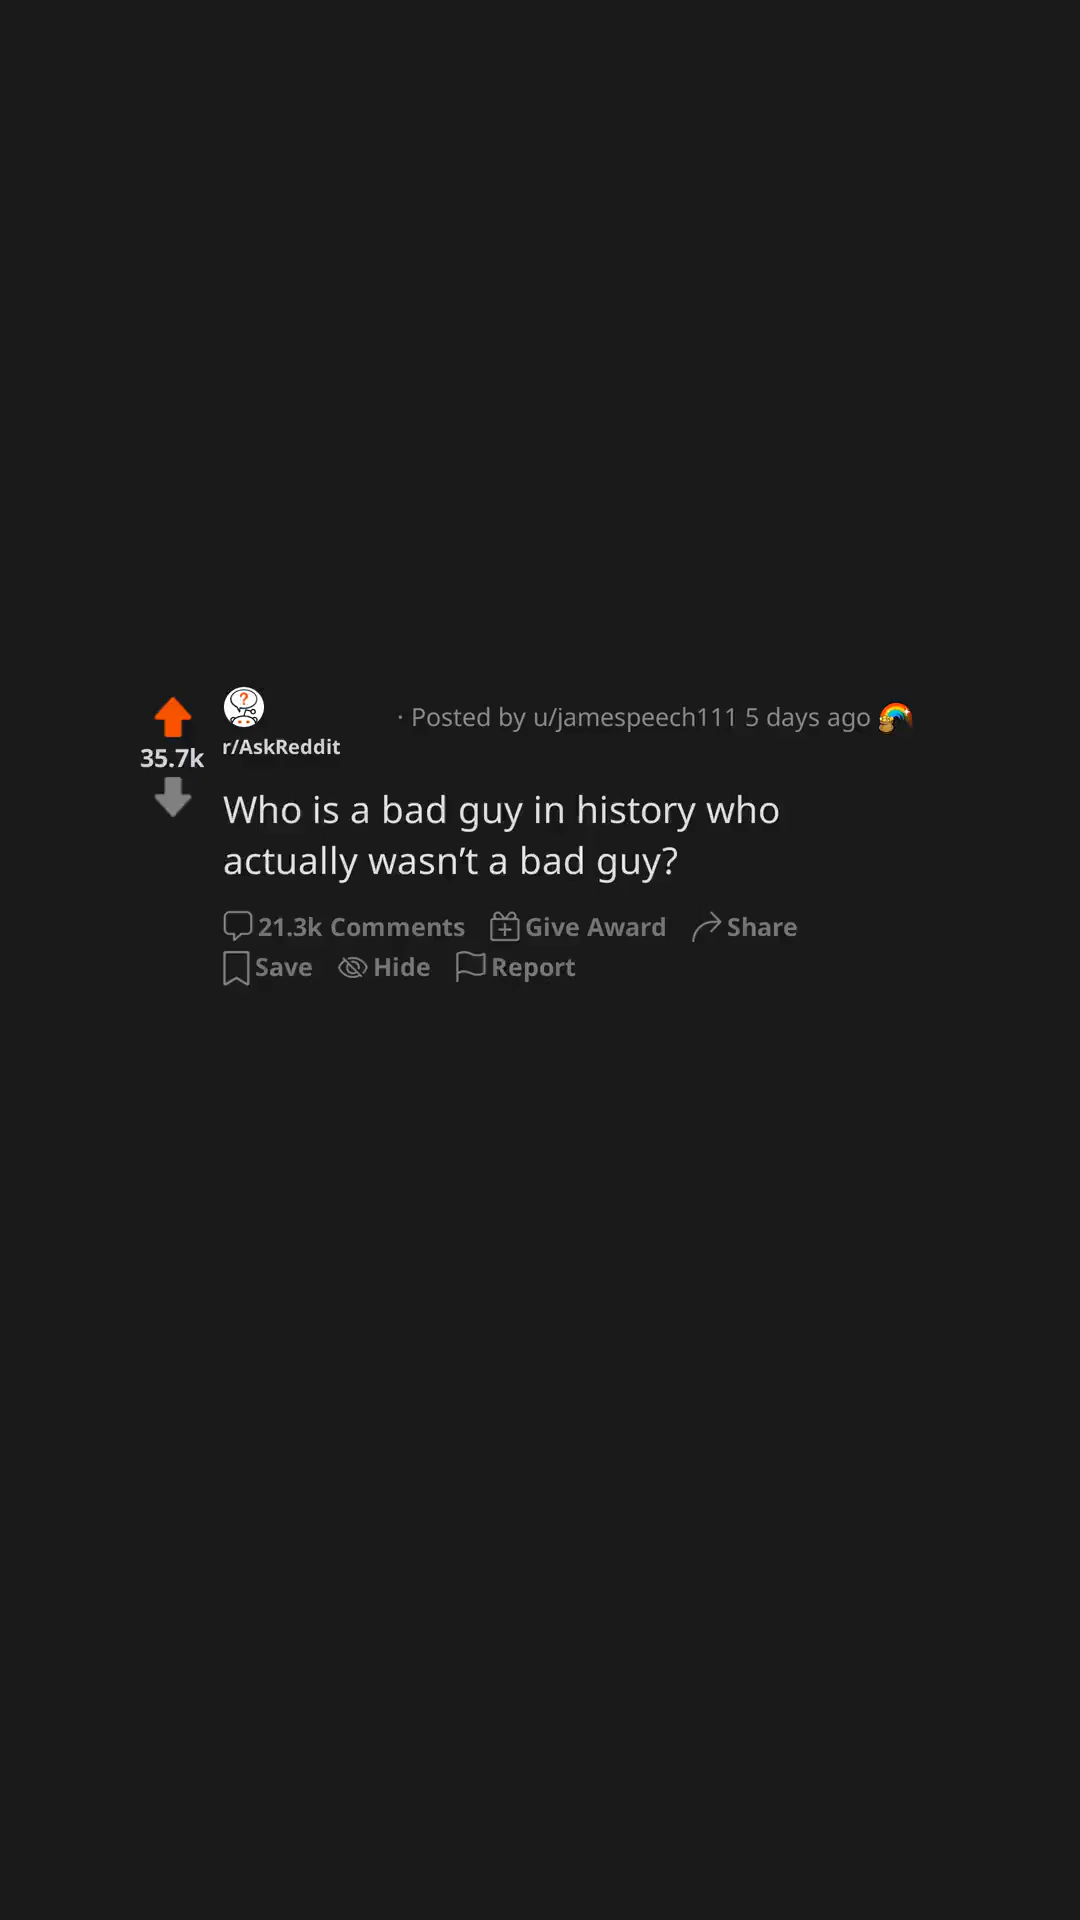 · Posted by u/jamespeech111 5 days ago
r/AskReddit
35.7k
Who is a bad guy in history who
actually wasn’t a bad guy?
21.3k Comments Give Award Share
Save Hide Report